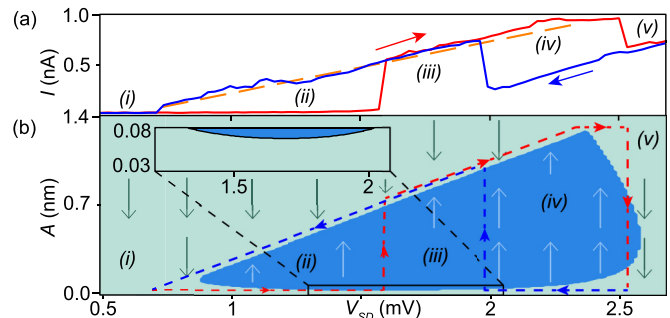 (a)
1.0
0.5
I (nA)
(i)
(ii)
(iii)
(iv)
(v)
(b)
1.4
0.7
0.0
A (nm)
0.08
0.03
1.5
2
(i)
(ii)
(iii)
(iv)
(v)
0.5
1
1.5
2
2.5
V_SD (mV)